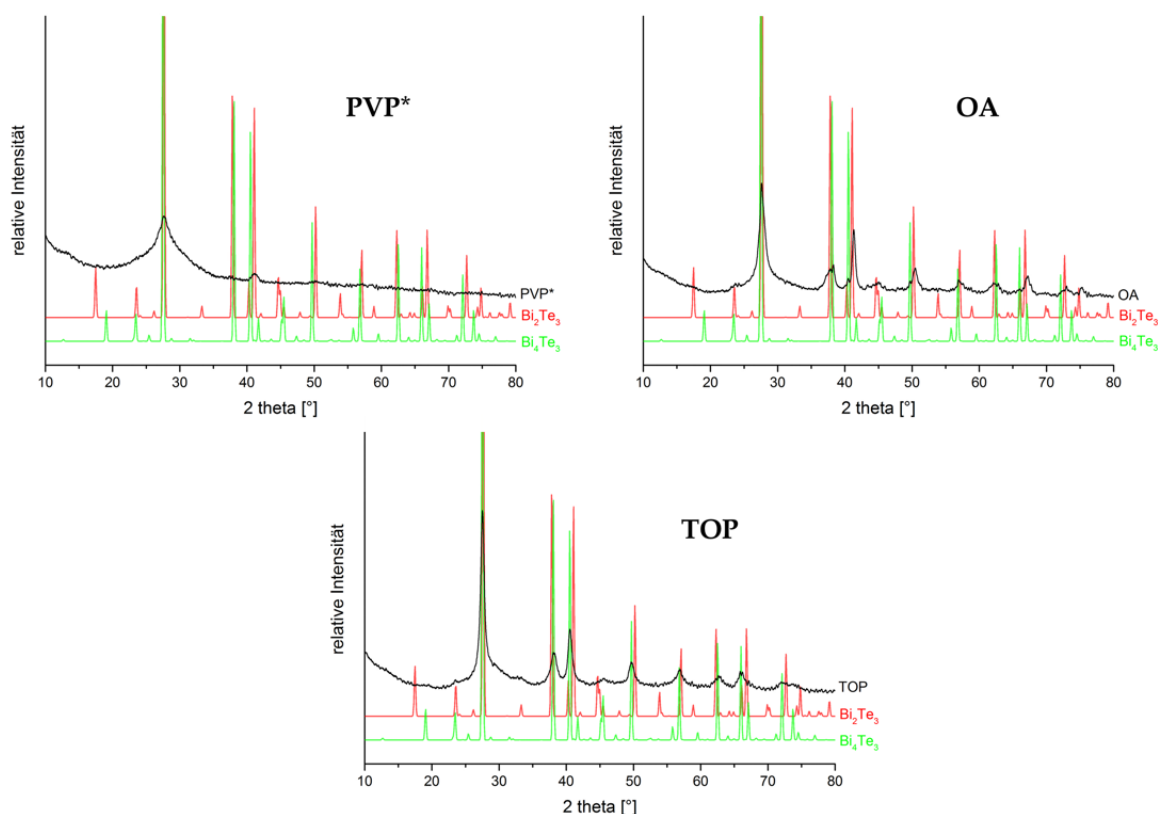 PVP*
relative Intensität
PVP*
Bi₂Te₃
Bi₄Te₃
10 20 30 40 50 60 70 80
2 theta [°]
OA
relative Intensität
OA
Bi₂Te₃
Bi₄Te₃
10 20 30 40 50 60 70 80
2 theta [°]
TOP
relative Intensität
TOP
Bi₂Te₃
Bi₄Te₃
10 20 30 40 50 60 70 80
2 theta [°]